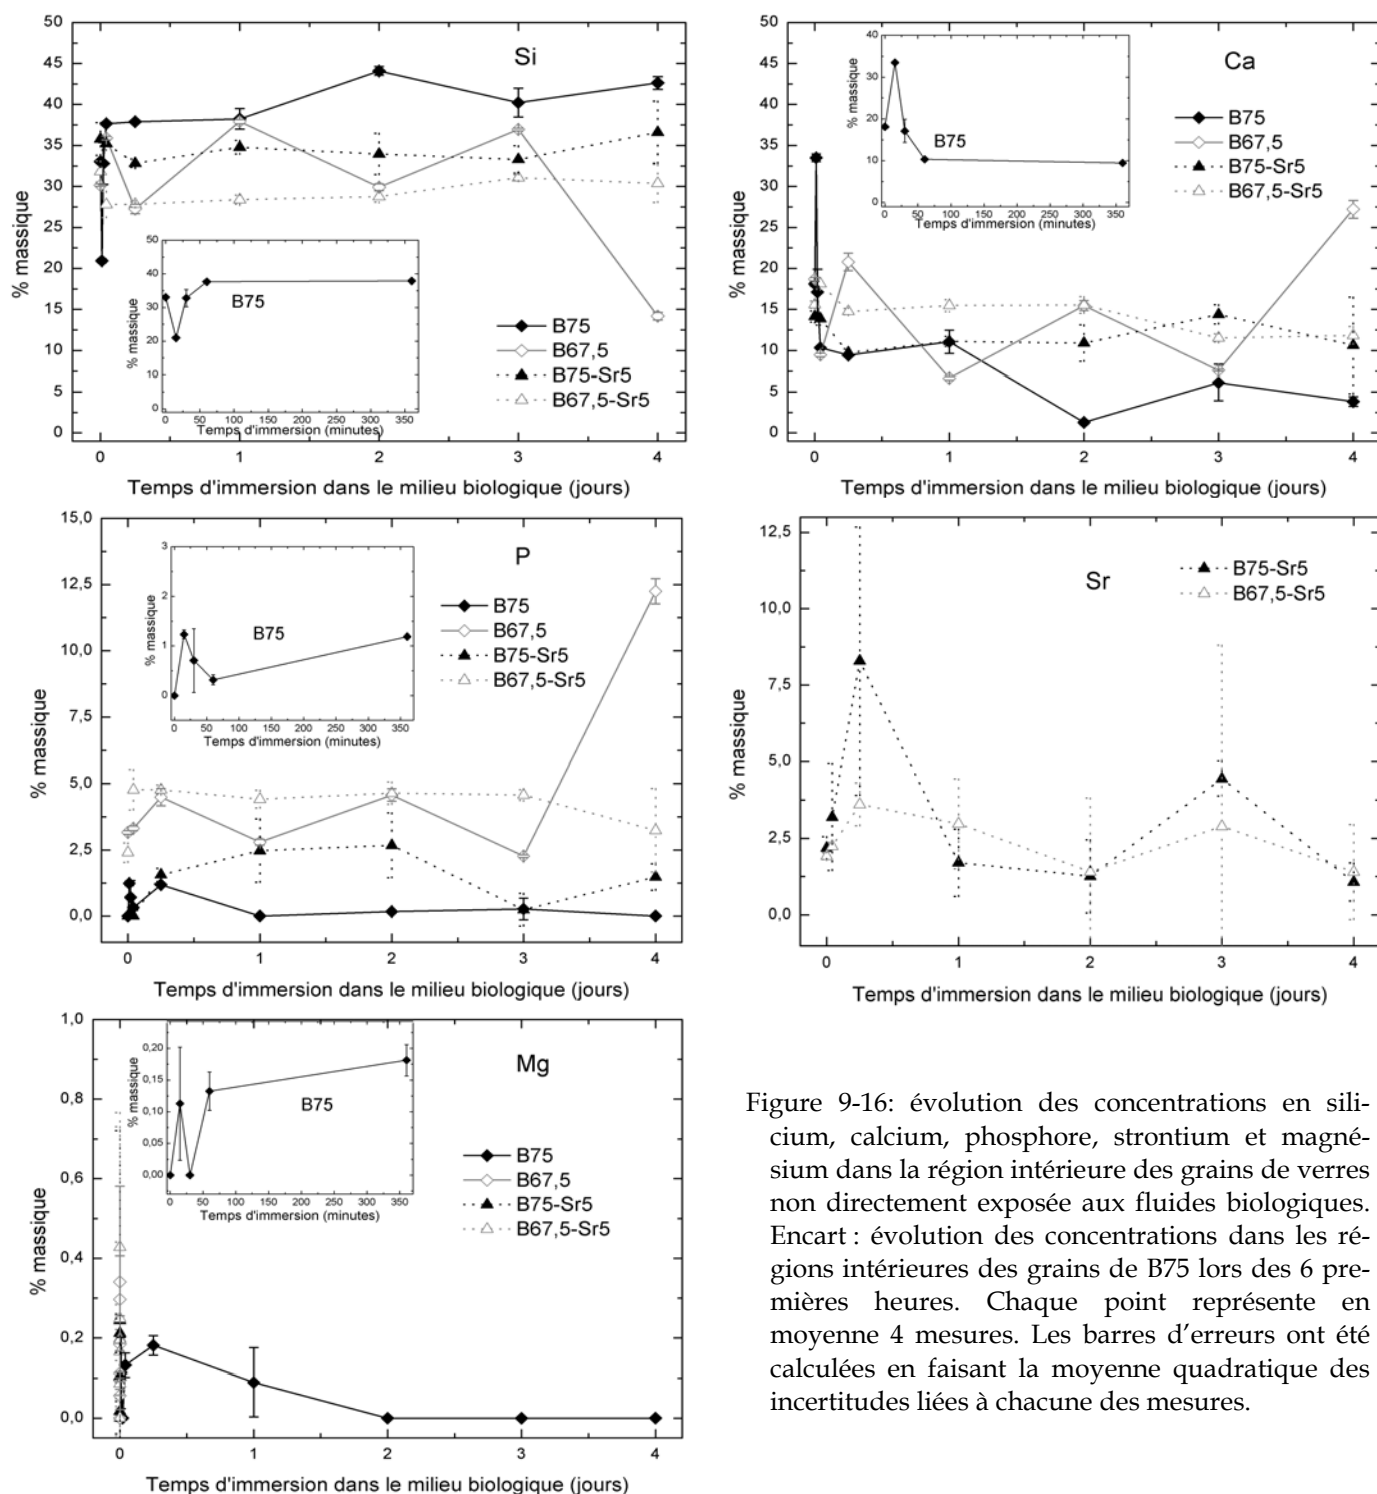 Si
50
45
40
35
30
25
20
15
10
5
0
% massique
50
40
30
20
10
0
% massique
B75
0 50 100 150 200 250 300 350
Temps d'immersion (minutes)
B75
B67,5
B75-Sr5
B67,5-Sr5
0 1 2 3 4
Temps d'immersion dans le milieu biologique (jours)
Ca
50
45
40
35
30
25
20
15
10
5
0
% massique
40
30
20
10
0
% massique
B75
0 50 100 150 200 250 300 350
Temps d'immersion (minutes)
B75
B67,5
B75-Sr5
B67,5-Sr5
0 1 2 3 4
Temps d'immersion dans le milieu biologique (jours)
P
15,0
12,5
10,0
7,5
5,0
2,5
0,0
% massique
3
2
1
0
% massique
B75
0 50 100 150 200 250 300 350
Temps d'immersion (minutes)
B75
B67,5
B75-Sr5
B67,5-Sr5
0 1 2 3 4
Temps d'immersion dans le milieu biologique (jours)
Sr
12,5
10,0
7,5
5,0
2,5
0,0
% massique
B75-Sr5
B67,5-Sr5
0 1 2 3 4
Temps d'immersion dans le milieu biologique (jours)
Mg
1,0
0,8
0,6
0,4
0,2
0,0
% massique
0,20
0,15
0,10
0,05
0,00
% massique
B75
0 50 100 150 200 250 300 350
Temps d'immersion (minutes)
B75
B67,5
B75-Sr5
B67,5-Sr5
0 1 2 3 4
Temps d'immersion dans le milieu biologique (jours)
Figure 9-16: évolution des concentrations en sili-
cium, calcium, phosphore, strontium et magné-
sium dans la région intérieure des grains de verres
non directement exposée aux fluides biologiques.
Encart : évolution des concentrations dans les ré-
gions intérieures des grains de B75 lors des 6 pre-
mières heures. Chaque point représente en
moyenne 4 mesures. Les barres d’erreurs ont été
calculées en faisant la moyenne quadratique des
incertitudes liées à chacune des mesures.